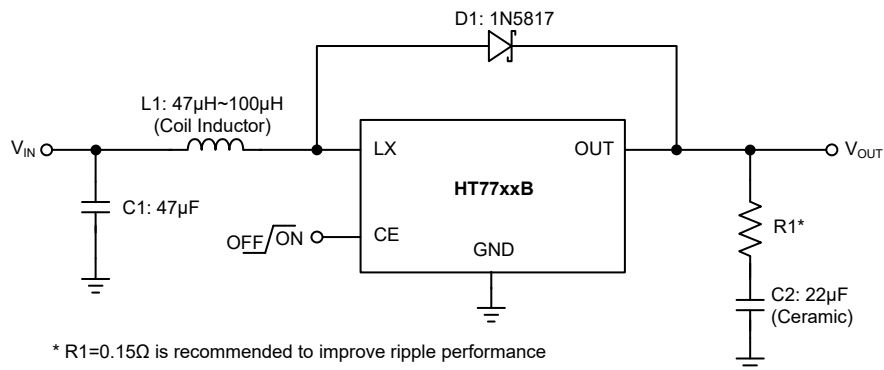 D1: 1N5817
L1: 47µH~100µH
(Coil Inductor)
VIN
LX
OUT
VOUT
HT77xxB
C1: 47µF
OFF/ON
CE
GND
R1*
C2: 22µF
(Ceramic)
* R1=0.15Ω is recommended to improve ripple performance